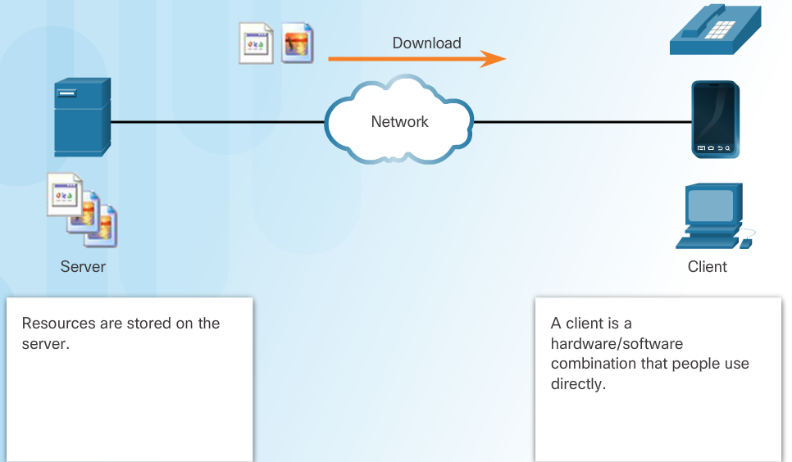 Download
Network
Server
Client
Resources are stored on the
server.
A client is a
hardware/software
combination that people use
directly.